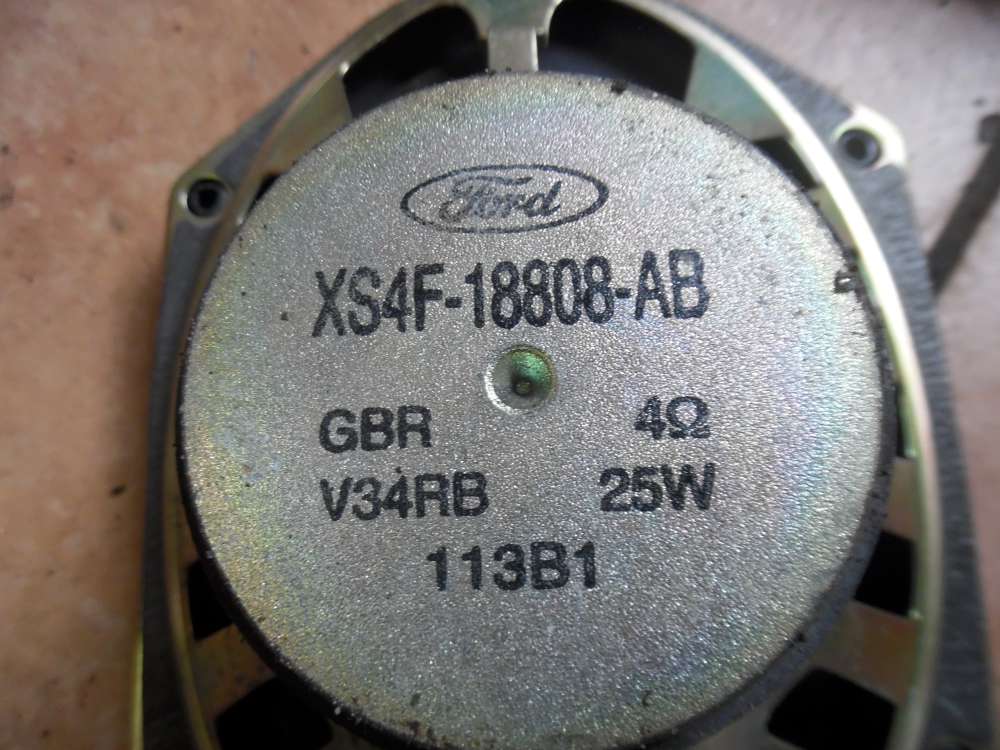 Ford
XS4F-18808-AB
GBR 4Ω
V34RB 25W
113B1